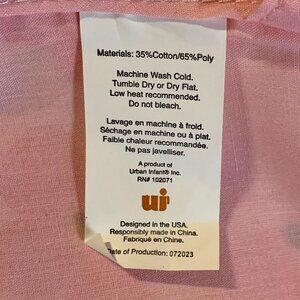 Materials: 35%Cotton/65%Poly
Machine Wash Cold.
Tumble Dry or Dry Flat.
Low heat recommended.
Do not bleach.
Lavage en machine à froid.
Séchage en machine ou à plat.
Faible chaleur recommandée.
Ne pas javelliser.
A product of
Urban Infant® Inc.
RN# 102071
ui
Designed in the USA.
Responsibly made in China.
Fabriqué en Chine.
Date of Production: 072023